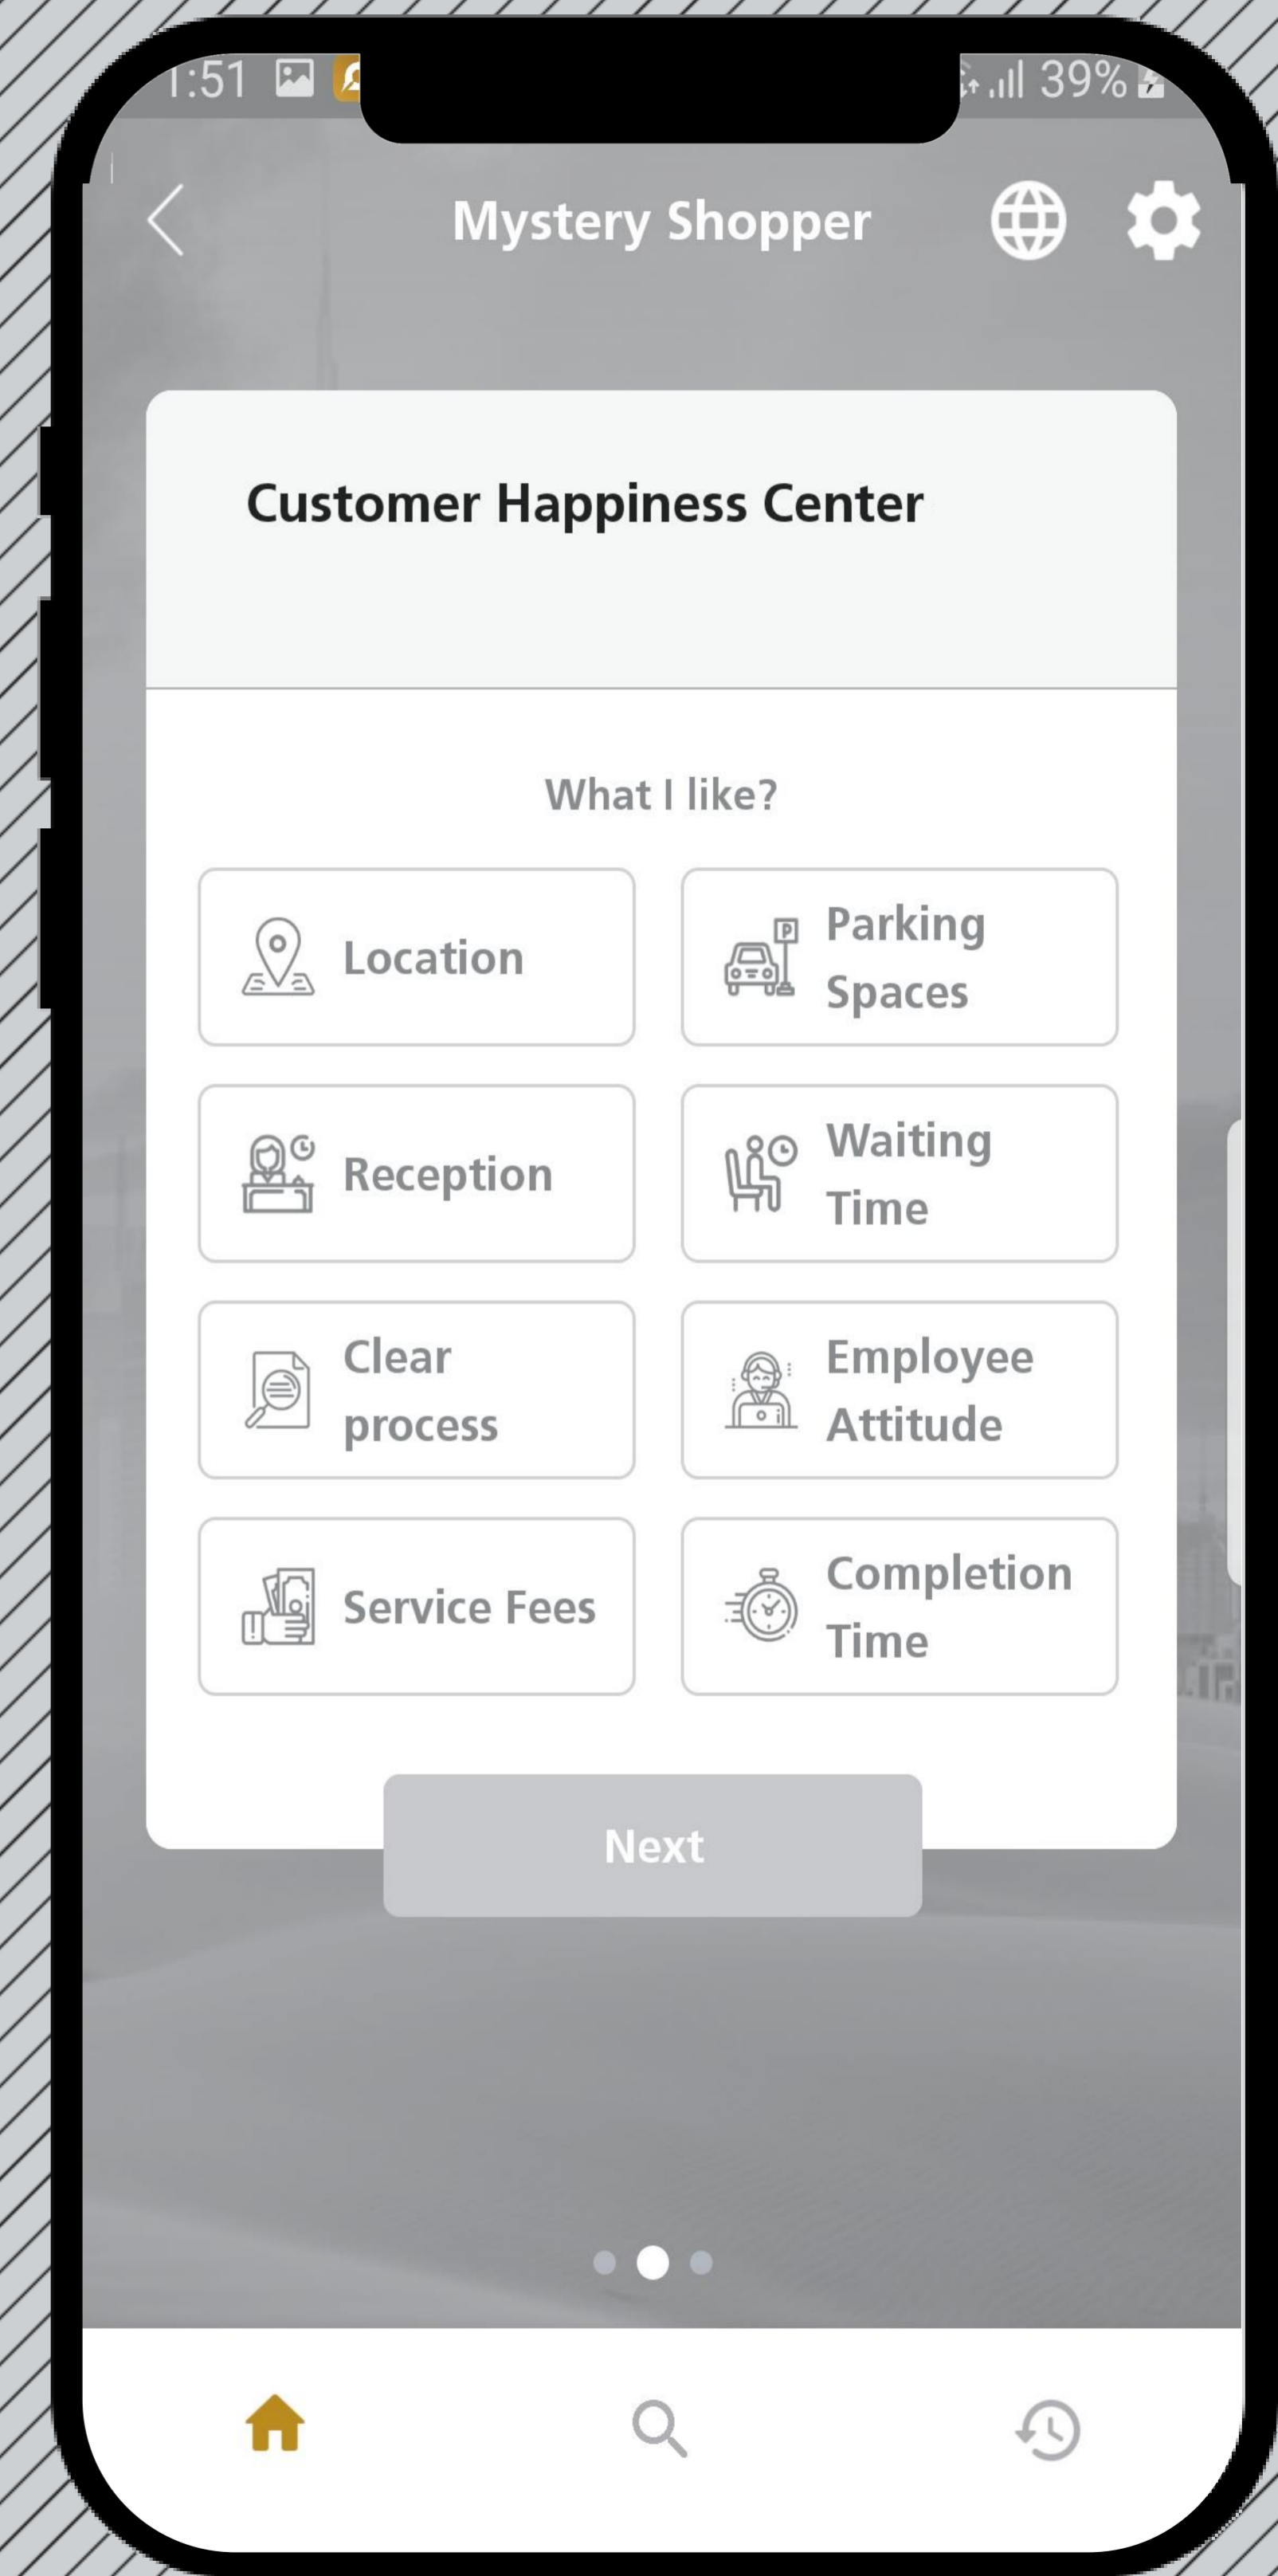 1:51 39%
Mystery Shopper
Customer Happiness Center
What I like?
Location
Parking
Spaces
P
Reception
Waiting
Time
Clear
process
Employee
Attitude
Service Fees
Completion
Time
Next